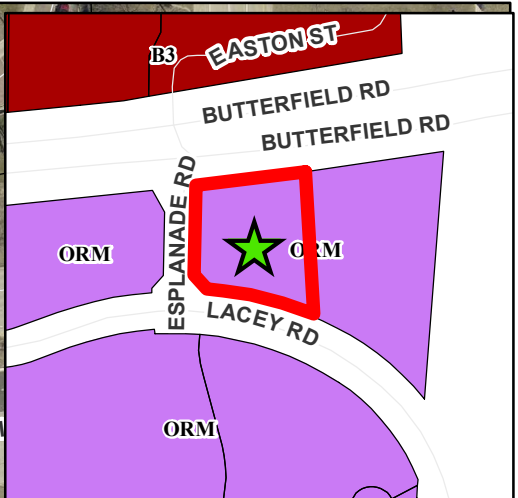 EASTON ST
B3
BUTTERFIELD RD
BUTTERFIELD RD
ESPLANADE RD
ORM
ORM
LACEY RD
ORM